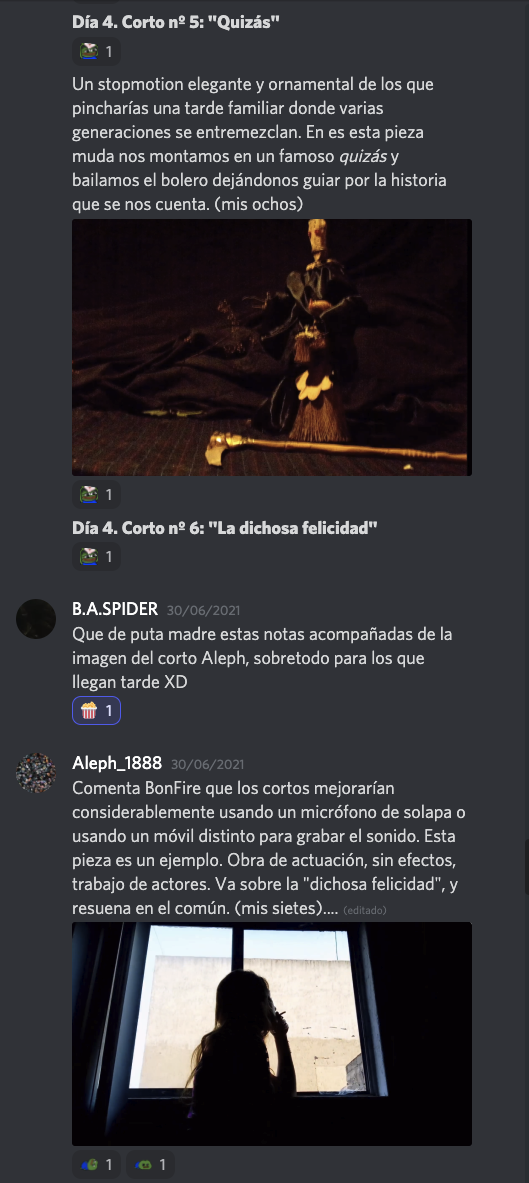 Día 4. Corto nº 5: "Quizás"
1
Un stopmotion elegante y ornamental de los que
pincharías una tarde familiar donde varias
generaciones se entremezclan. En es esta pieza
muda nos montamos en un famoso quizás y
bailamos el bolero dejándonos guiar por la historia
que se nos cuenta. (mis ochos)
1
Día 4. Corto nº 6: "La dichosa felicidad"
1
B.A.SPIDER 30/06/2021
Que de puta madre estas notas acompañadas de la
imagen del corto Aleph, sobretodo para los que
llegan tarde XD
1
Aleph_1888 30/06/2021
Comenta BonFire que los cortos mejorarían
considerablemente usando un micrófono de solapa o
usando un móvil distinto para grabar el sonido. Esta
pieza es un ejemplo. Obra de actuación, sin efectos,
trabajo de actores. Va sobre la "dichosa felicidad", y
resuena en el común. (mis sietes).... (editado)
1 1